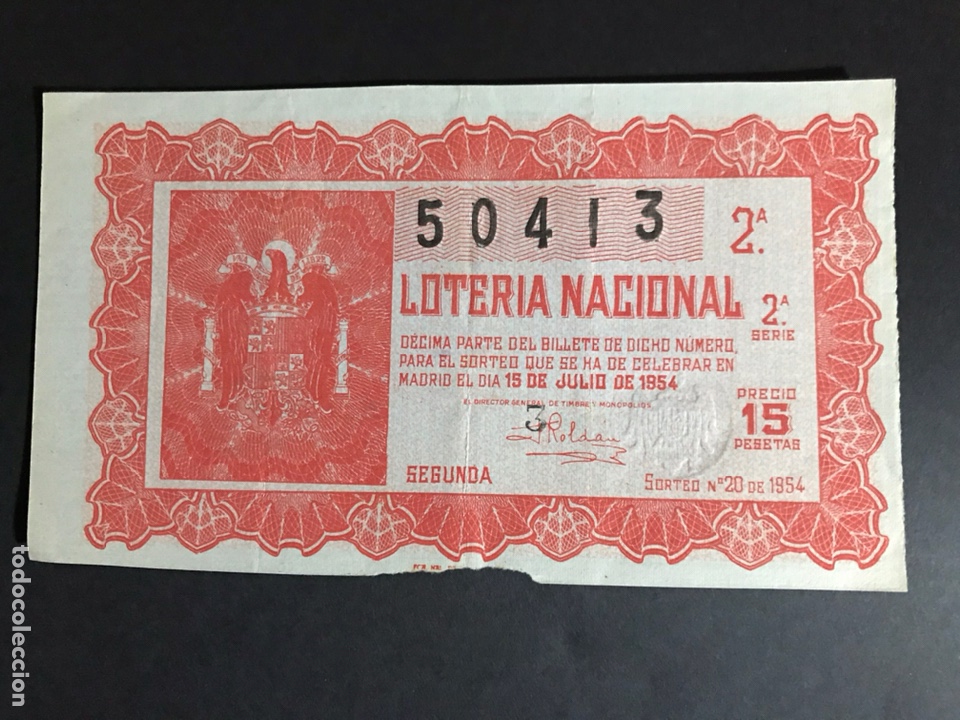 50413
2.ª
LOTERIA NACIONAL
2.ª
SERIE
DÉCIMA PARTE DEL BILLETE DE DICHO NÚMERO,
PARA EL SORTEO QUE SE HA DE CELEBRAR EN
MADRID EL DIA 15 DE JULIO DE 1954
EL DIRECTOR GENERAL DE TIMBRE Y MONOPOLIOS
3
Roldan
PRECIO
15
PESETAS
SEGUNDA
SORTEO Nº 20 DE 1954
todocoleccion